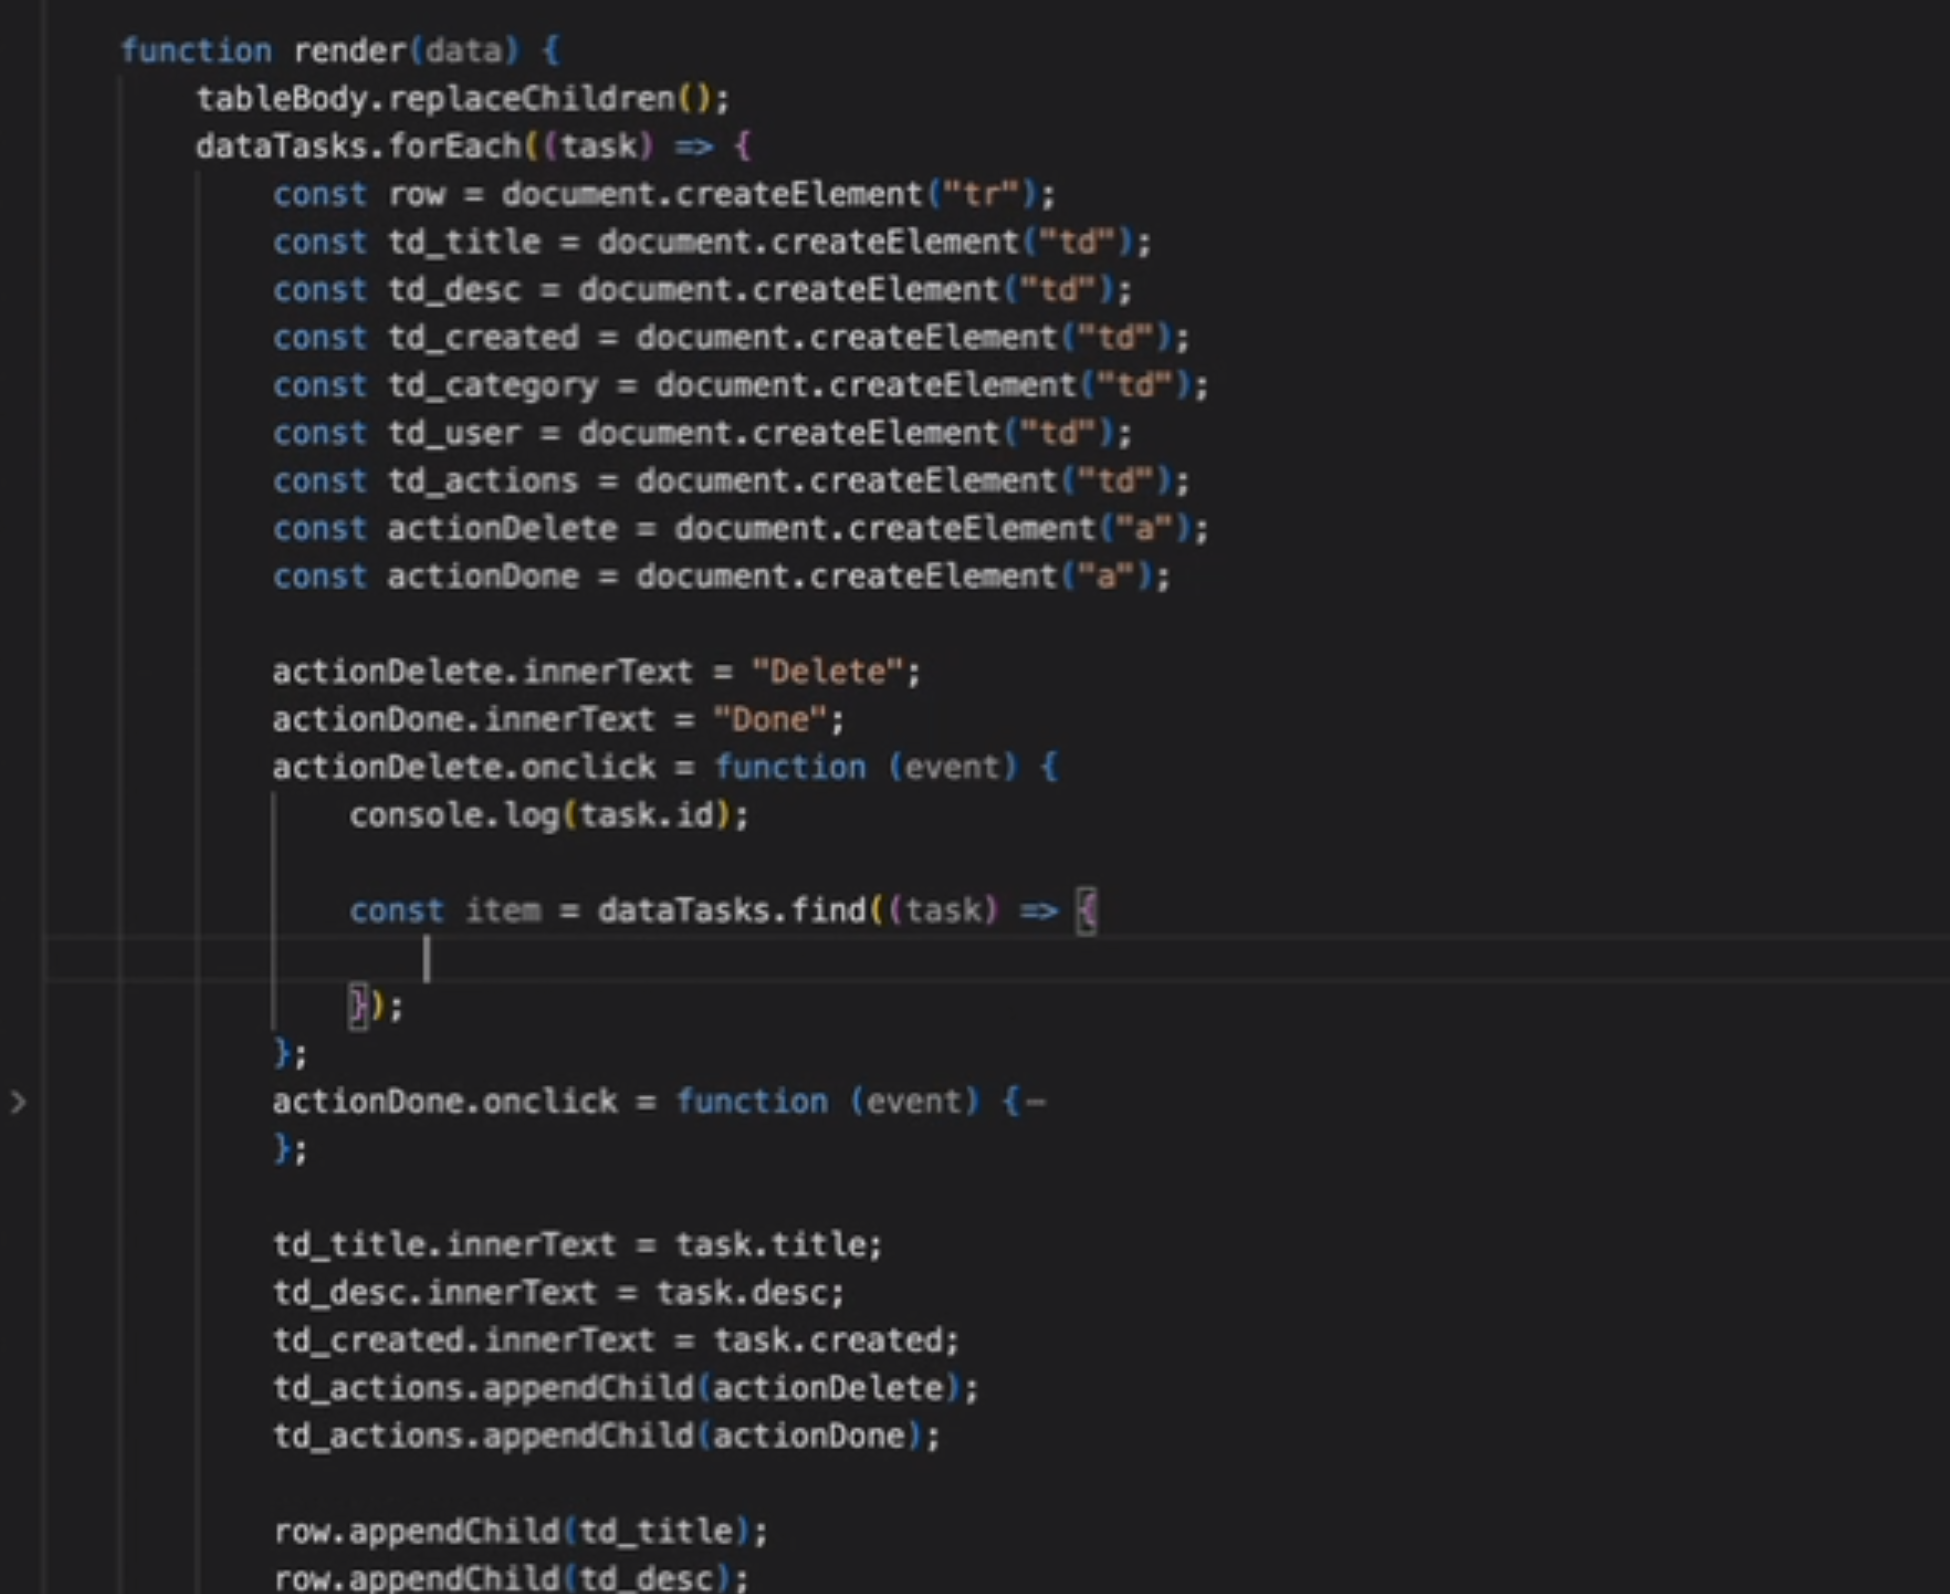 function render(data) {
tableBody.replaceChildren();
dataTasks.forEach((task) => {
const row = document.createElement("tr");
const td_title = document.createElement("td");
const td_desc = document.createElement("td");
const td_created = document.createElement("td");
const td_category = document.createElement("td");
const td_user = document.createElement("td");
const td_actions = document.createElement("td");
const actionDelete = document.createElement("a");
const actionDone = document.createElement("a");
actionDelete.innerText = "Delete";
actionDone.innerText = "Done";
actionDelete.onclick = function (event) {
console.log(task.id);
const item = dataTasks.find((task) => {
});
};
actionDone.onclick = function (event) {–
};
td_title.innerText = task.title;
td_desc.innerText = task.desc;
td_created.innerText = task.created;
td_actions.appendChild(actionDelete);
td_actions.appendChild(actionDone);
row.appendChild(td_title);
row.appendChild(td_desc);